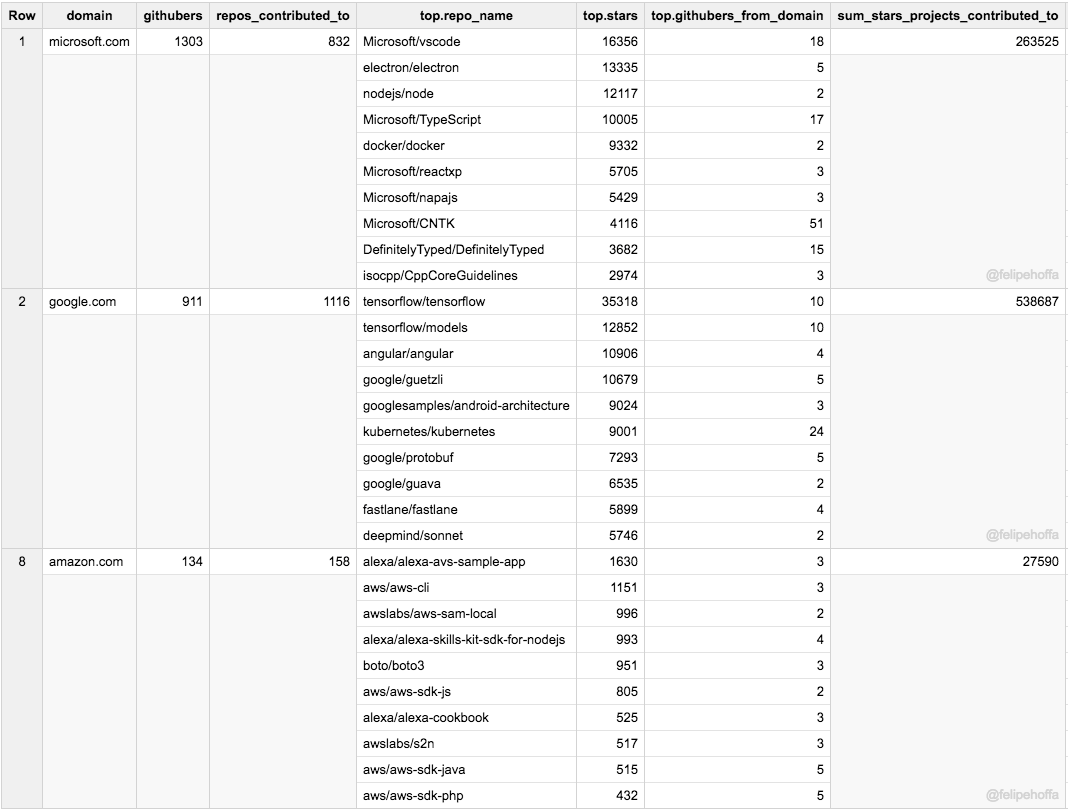 Row domain githubers repos_contributed_to top.repo_name top.stars top.githubers_from_domain sum_stars_projects_contributed_to
1 microsoft.com 1303 832 Microsoft/vscode 16356 18 263525
electron/electron 13335 5
nodejs/node 12117 2
Microsoft/TypeScript 10005 17
docker/docker 9332 2
Microsoft/reactxp 5705 3
Microsoft/napajs 5429 3
Microsoft/CNTK 4116 51
DefinitelyTyped/DefinitelyTyped 3682 15
isocpp/CppCoreGuidelines 2974 3 @felipehoffa
2 google.com 911 1116 tensorflow/tensorflow 35318 10 538687
tensorflow/models 12852 10
angular/angular 10906 4
google/guetzli 10679 5
googlesamples/android-architecture 9024 3
kubernetes/kubernetes 9001 24
google/protobuf 7293 5
google/guava 6535 2
fastlane/fastlane 5899 4
deepmind/sonnet 5746 2 @felipehoffa
8 amazon.com 134 158 alexa/alexa-avs-sample-app 1630 3 27590
aws/aws-cli 1151 3
awslabs/aws-sam-local 996 2
alexa/alexa-skills-kit-sdk-for-nodejs 993 4
boto/boto3 951 3
aws/aws-sdk-js 805 2
alexa/alexa-cookbook 525 3
awslabs/s2n 517 3
aws/aws-sdk-java 515 5
aws/aws-sdk-php 432 5 @felipehoffa